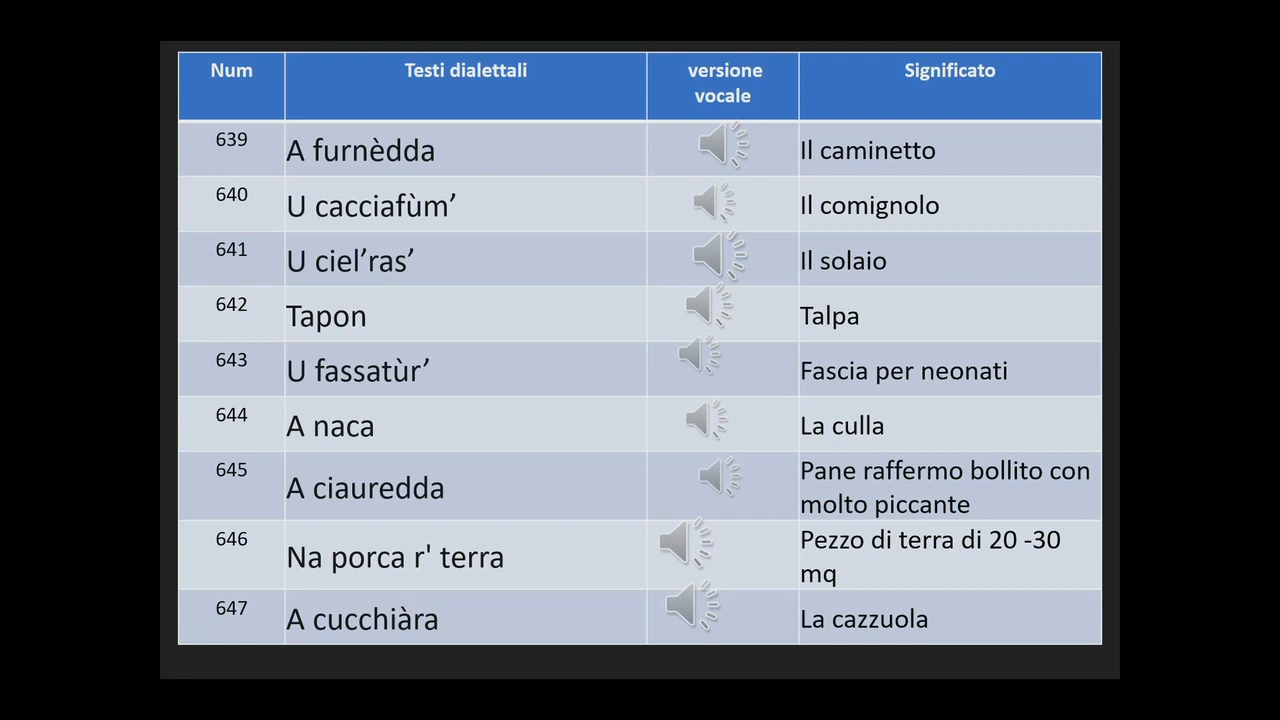 Num Testi dialettali versione vocale Significato
639 A furnèdda Il caminetto
640 U cacciafùm’ Il comignolo
641 U ciel’ras’ Il solaio
642 Tapon Talpa
643 U fassatùr’ Fascia per neonati
644 A naca La culla
645 A ciauredda Pane raffermo bollito con
molto piccante
646 Na porca r' terra Pezzo di terra di 20 -30
mq
647 A cucchiàra La cazzuola